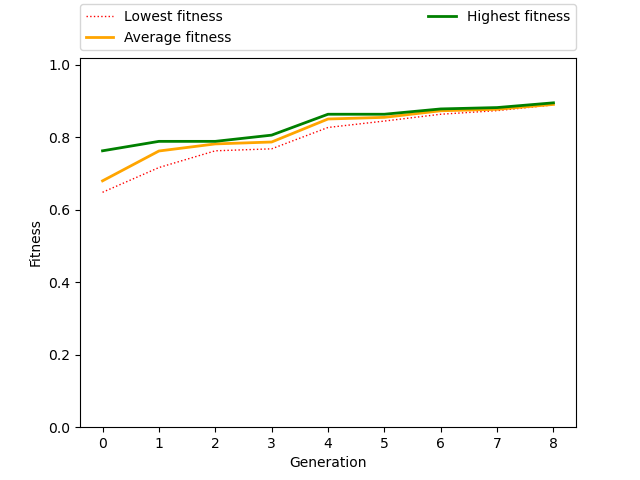 Lowest fitness
Average fitness
Highest fitness
1.0
0.8
0.6
0.4
0.2
0.0
Fitness
0 1 2 3 4 5 6 7 8
Generation